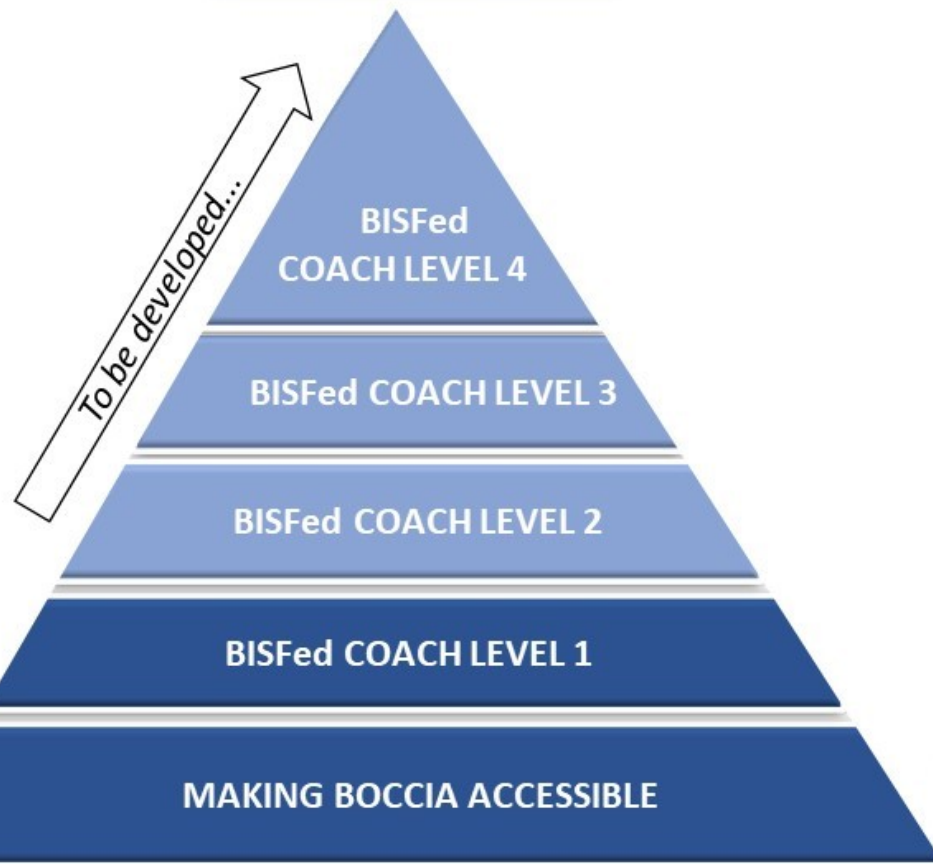 To be developed...
BISFed
COACH LEVEL 4
BISFed COACH LEVEL 3
BISFed COACH LEVEL 2
BISFed COACH LEVEL 1
MAKING BOCCIA ACCESSIBLE